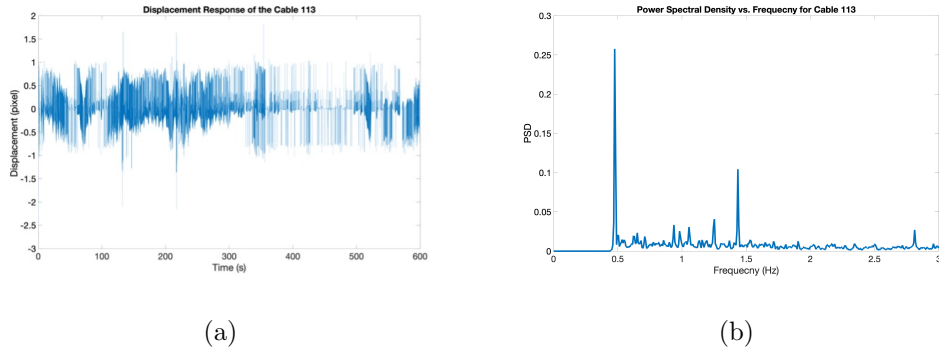 Displacement Response of the Cable 113
2
1.5
1
0.5
0
-0.5
-1
-1.5
-2
-2.5
-3
Displacement (pixel)
0 100 200 300 400 500 600
Time (s)
(a)
Power Spectral Density vs. Frequecny for Cable 113
0.3
0.25
0.2
0.15
0.1
0.05
0
PSD
0 0.5 1 1.5 2 2.5 3
Frequecny (Hz)
(b)